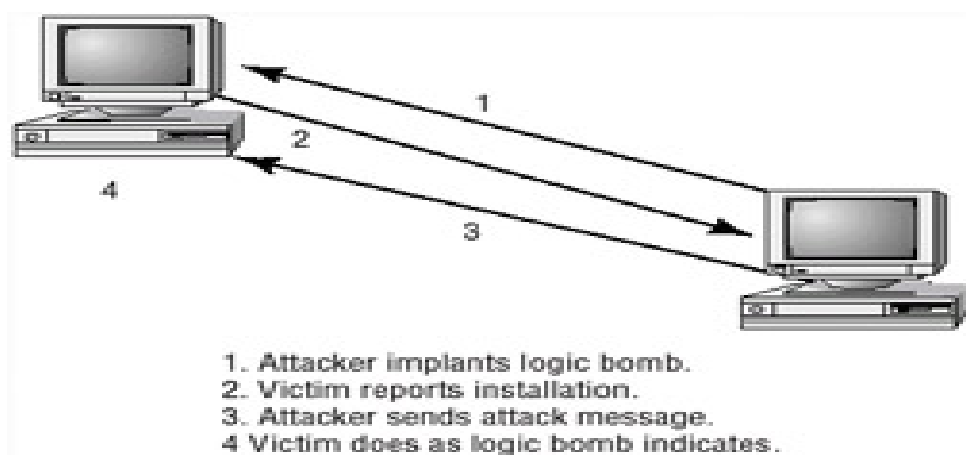 1
2
4
3
1. Attacker implants logic bomb.
2. Victim reports installation.
3. Attacker sends attack message.
4 Victim does as logic bomb indicates.